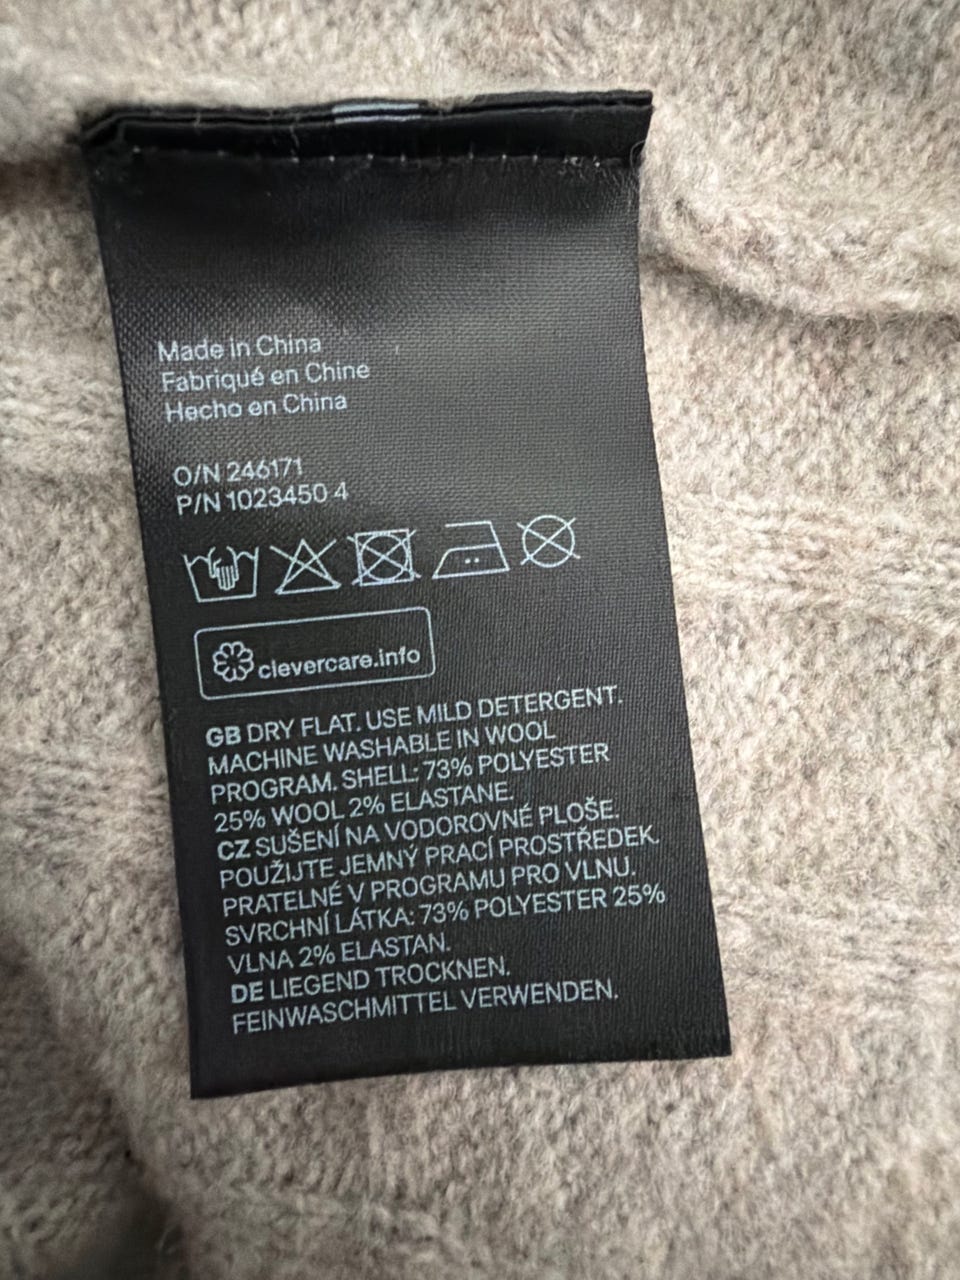 Made in China
Fabriqué en Chine
Hecho en China
O/N 246171
P/N 1023450 4
clevercare.info
GB DRY FLAT. USE MILD DETERGENT.
MACHINE WASHABLE IN WOOL
PROGRAM. SHELL: 73% POLYESTER
25% WOOL 2% ELASTANE.
CZ SUŠENÍ NA VODOROVNÉ PLOŠE.
POUŽIJTE JEMNÝ PRACÍ PROSTŘEDEK.
PRATELNÉ V PROGRAMU PRO VLNU.
SVRCHNÍ LÁTKA: 73% POLYESTER 25%
VLNA 2% ELASTAN.
DE LIEGEND TROCKNEN.
FEINWASCHMITTEL VERWENDEN.